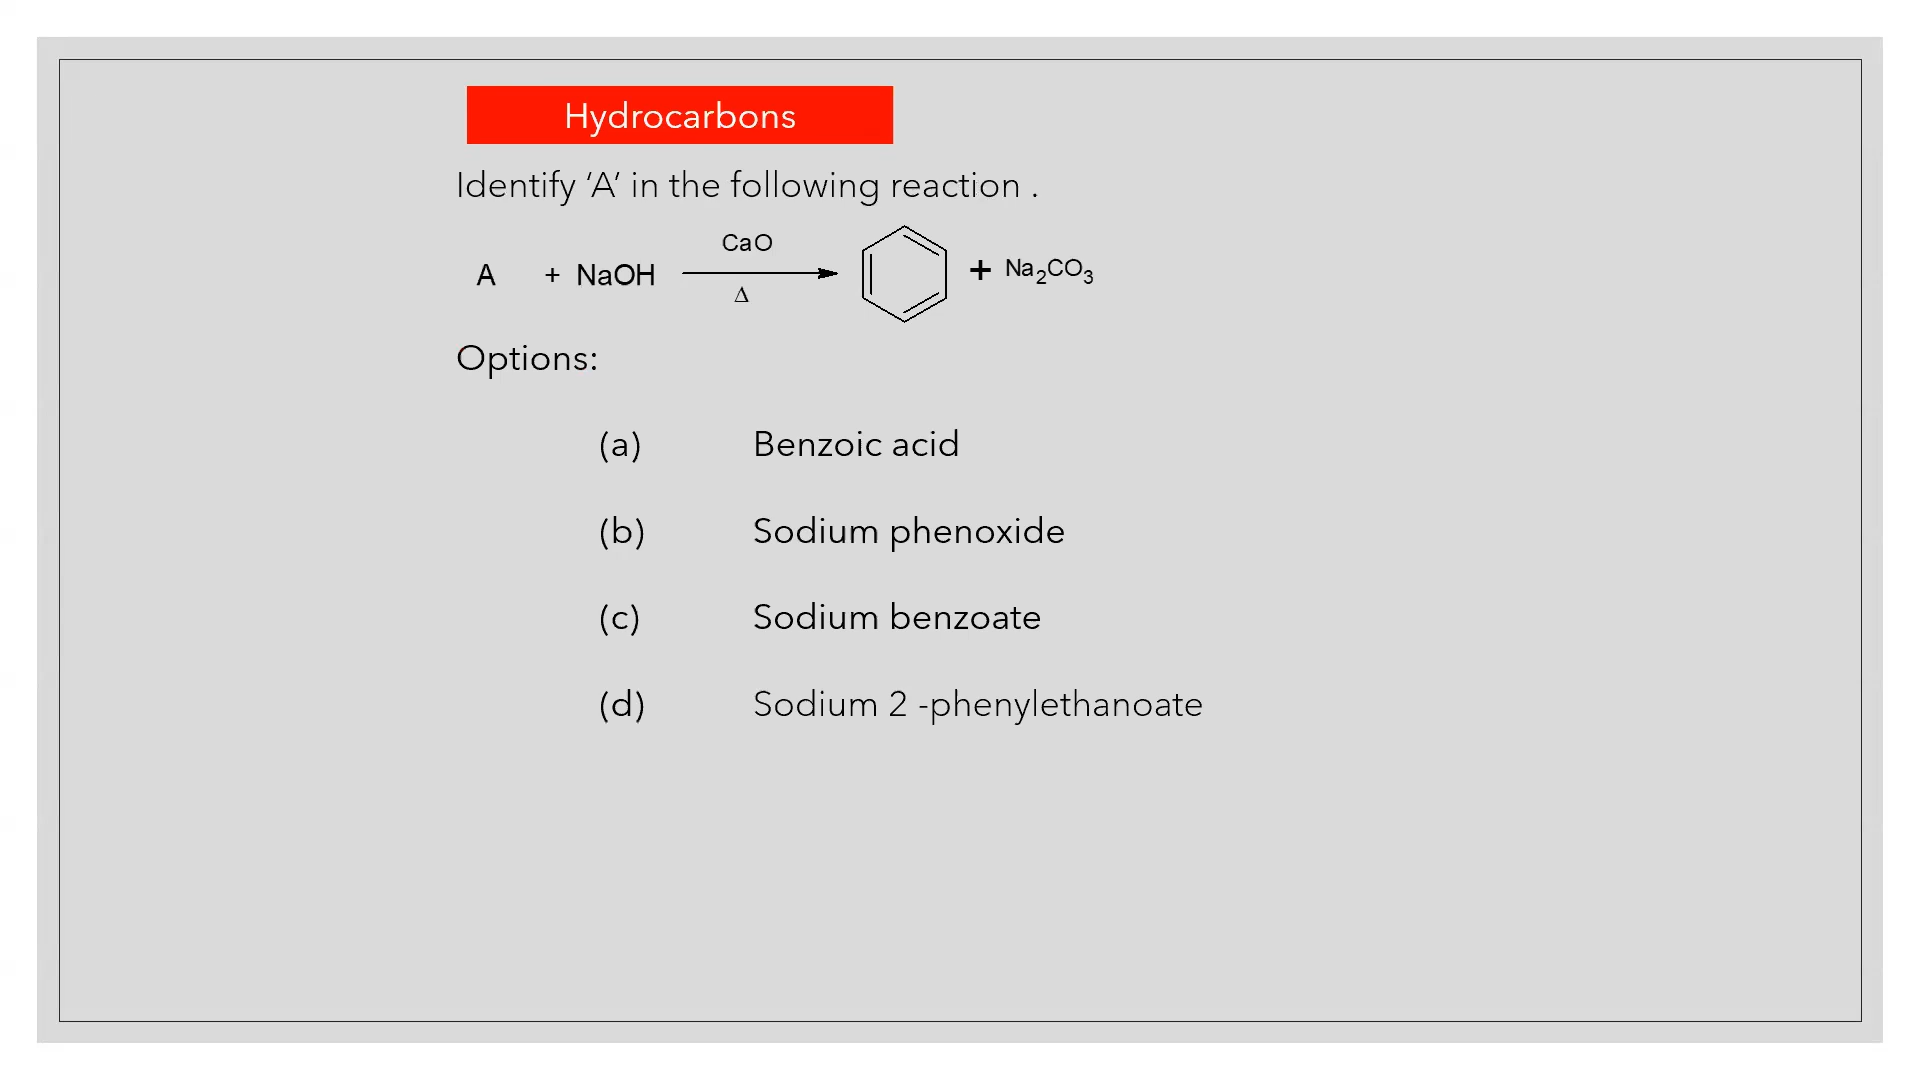 Hydrocarbons
Identify ‘A’ in the following reaction .
CaO
A + NaOH + Na₂CO₃
Δ
Options:
(a) Benzoic acid
(b) Sodium phenoxide
(c) Sodium benzoate
(d) Sodium 2 -phenylethanoate